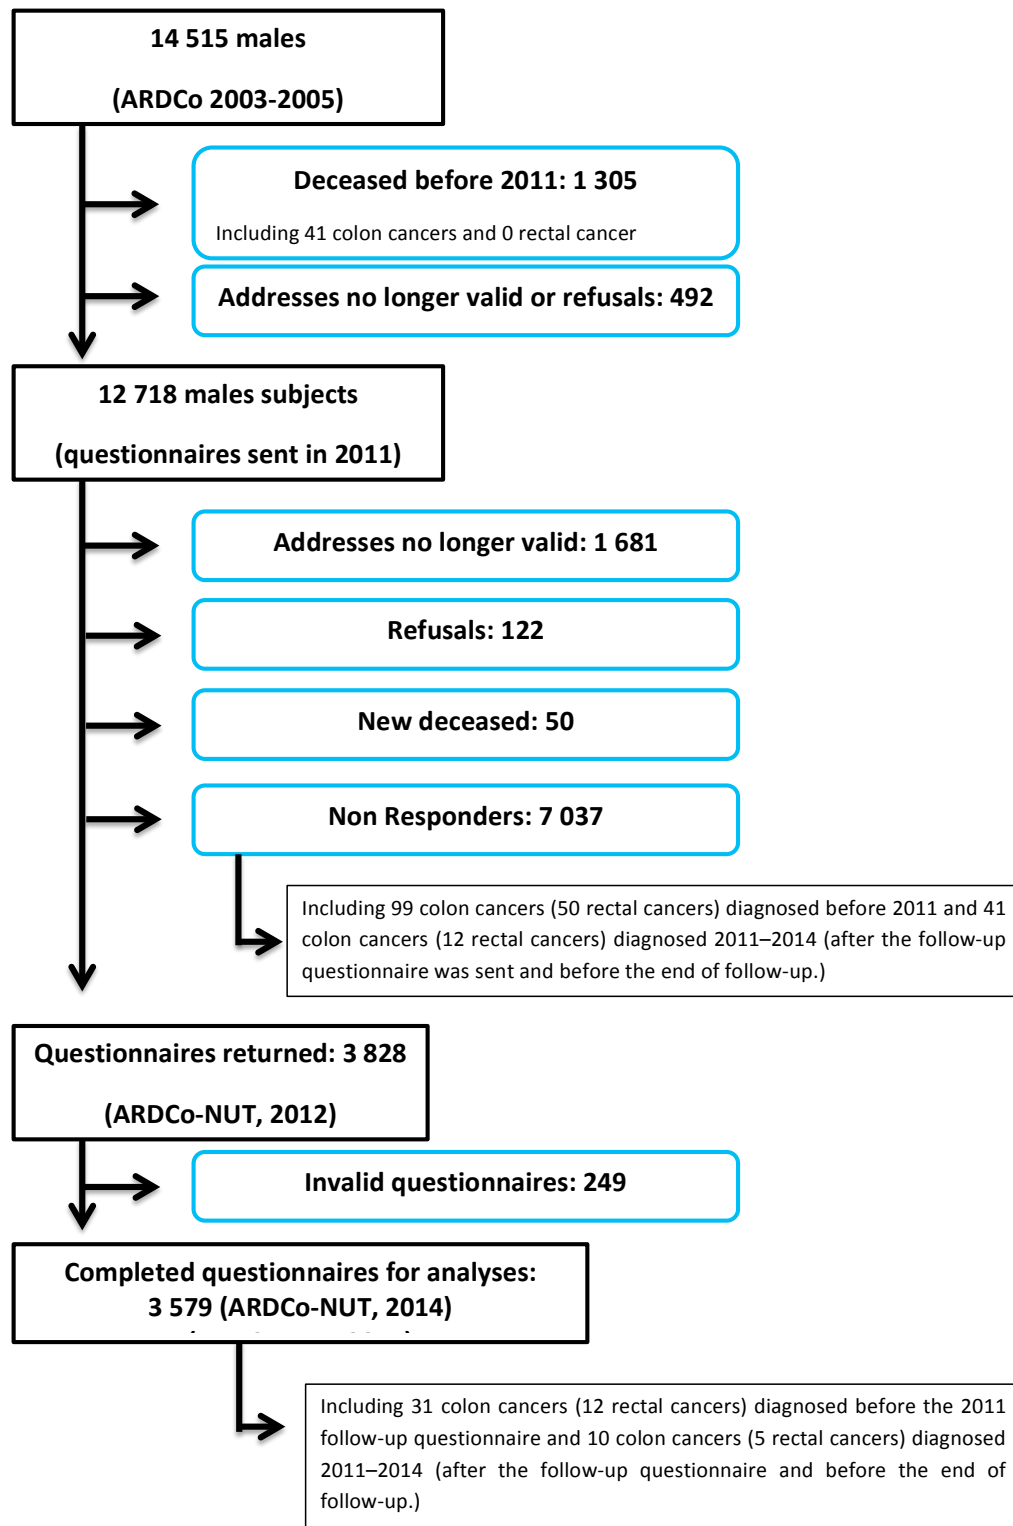 14 515 males
(ARDCo 2003-2005)
Deceased before 2011: 1 305
Including 41 colon cancers and 0 rectal cancer
Addresses no longer valid or refusals: 492
12 718 males subjects
(questionnaires sent in 2011)
Addresses no longer valid: 1 681
Refusals: 122
New deceased: 50
Non Responders: 7 037
Including 99 colon cancers (50 rectal cancers) diagnosed before 2011 and 41
colon cancers (12 rectal cancers) diagnosed 2011–2014 (after the follow-up
questionnaire was sent and before the end of follow-up.)
Questionnaires returned: 3 828
(ARDCo-NUT, 2012)
Invalid questionnaires: 249
Completed questionnaires for analyses:
3 579 (ARDCo-NUT, 2014)
Including 31 colon cancers (12 rectal cancers) diagnosed before the 2011
follow-up questionnaire and 10 colon cancers (5 rectal cancers) diagnosed
2011–2014 (after the follow-up questionnaire and before the end of
follow-up.)